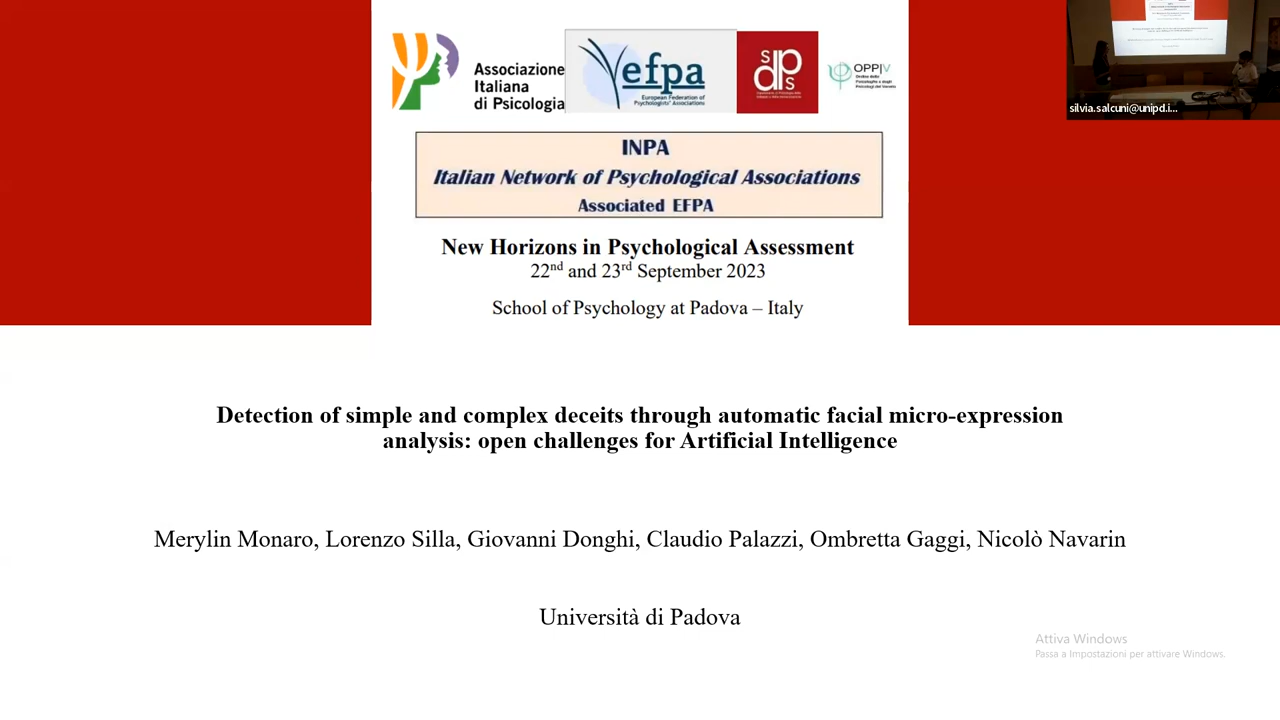 Associazione
Italiana
di Psicologia
efpa
European Federation of
Psychologists' Associations
OPP|V
silvia.salcuni@unipd.i...
INPA
Italian Network of Psychological Associations
Associated EFPA
New Horizons in Psychological Assessment
22nd and 23rd September 2023
School of Psychology at Padova – Italy
Detection of simple and complex deceits through automatic facial micro-expression
analysis: open challenges for Artificial Intelligence
Merylin Monaro, Lorenzo Silla, Giovanni Donghi, Claudio Palazzi, Ombretta Gaggi, Nicolò Navarin
Università di Padova
Attiva Windows
Passa a Impostazioni per attivare Windows.